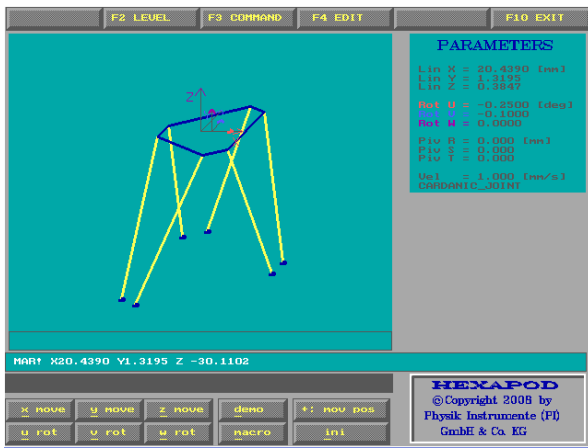 F2 LEVEL F3 COMMAND F4 EDIT F10 EXIT
PARAMETERS
Lin X = 20.4390 [mm]
Lin Y = 1.3195
Lin Z = 0.3847
Rot U = -0.2500 [deg]
Rot V = -0.1000
Rot W = 0.0000
Piv R = 0.000 [mm]
Piv S = 0.000
Piv T = 0.000
Vel = 1.000 [mm/s]
CARDANIC_JOINT
Z
MAR! X20.4390 Y1.3195 Z -30.1102
x move y move z move demo *: mov pos
u rot v rot w rot macro ini
HEXAPOD
©Copyright 2008 by
Physik Instrumente (PI)
GmbH & Co. KG